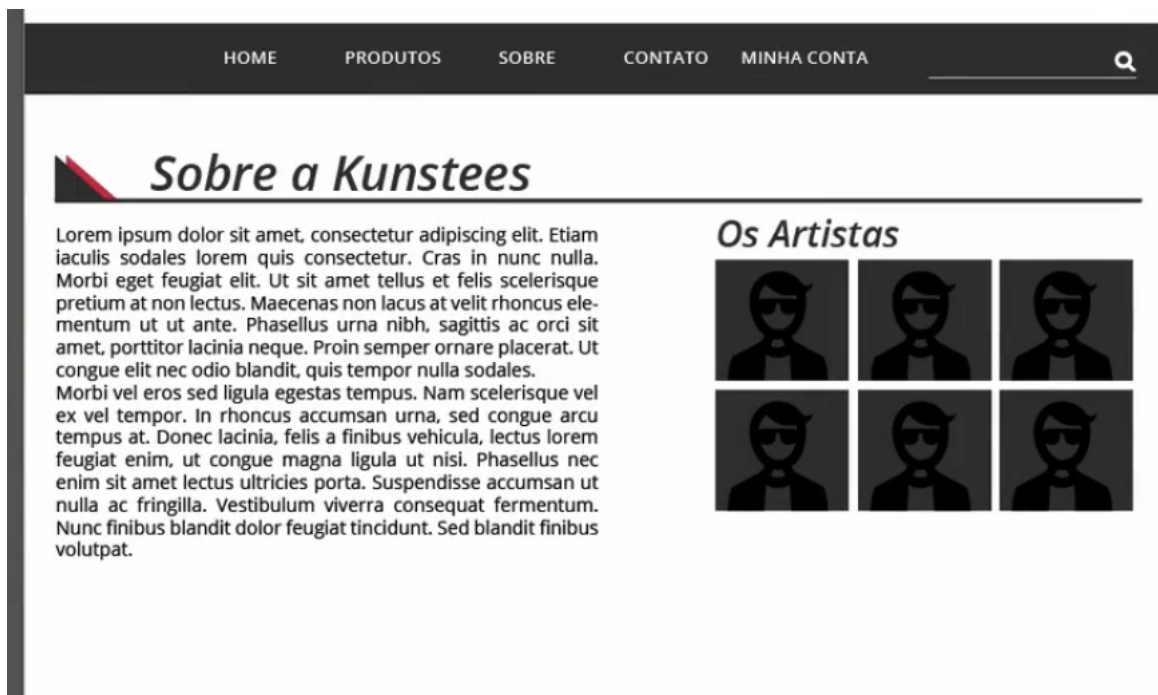 HOME PRODUTOS SOBRE CONTATO MINHA CONTA
Sobre a Kunstees
Lorem ipsum dolor sit amet, consectetur adipiscing elit. Etiam
iaculis sodales lorem quis consectetur. Cras in nunc nulla.
Morbi eget feugiat elit. Ut sit amet tellus et felis scelerisque
pretium at non lectus. Maecenas non lacus at velit rhoncus ele-
mentum ut ut ante. Phasellus urna nibh, sagittis ac orci sit
amet, porttitor lacinia neque. Proin semper ornare placerat. Ut
congue elit nec odio blandit, quis tempor nulla sodales.
Morbi vel eros sed ligula egestas tempus. Nam scelerisque vel
ex vel tempor. In rhoncus accumsan urna, sed congue arcu
tempus at. Donec lacinia, felis a finibus vehicula, lectus lorem
feugiat enim, ut congue magna ligula ut nisi. Phasellus nec
enim sit amet lectus ultricies porta. Suspendisse accumsan ut
nulla ac fringilla. Vestibulum viverra consequat fermentum.
Nunc finibus blandit dolor feugiat tincidunt. Sed blandit finibus
volutpat.
Os Artistas